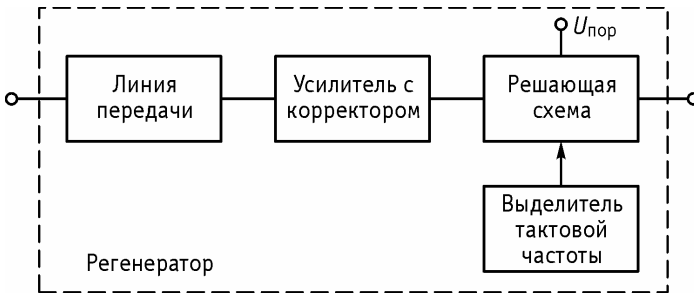 Uпор
Линия
передачи
Усилитель с
корректором
Решающая
схема
Выделитель
тактовой
частоты
Регенератор